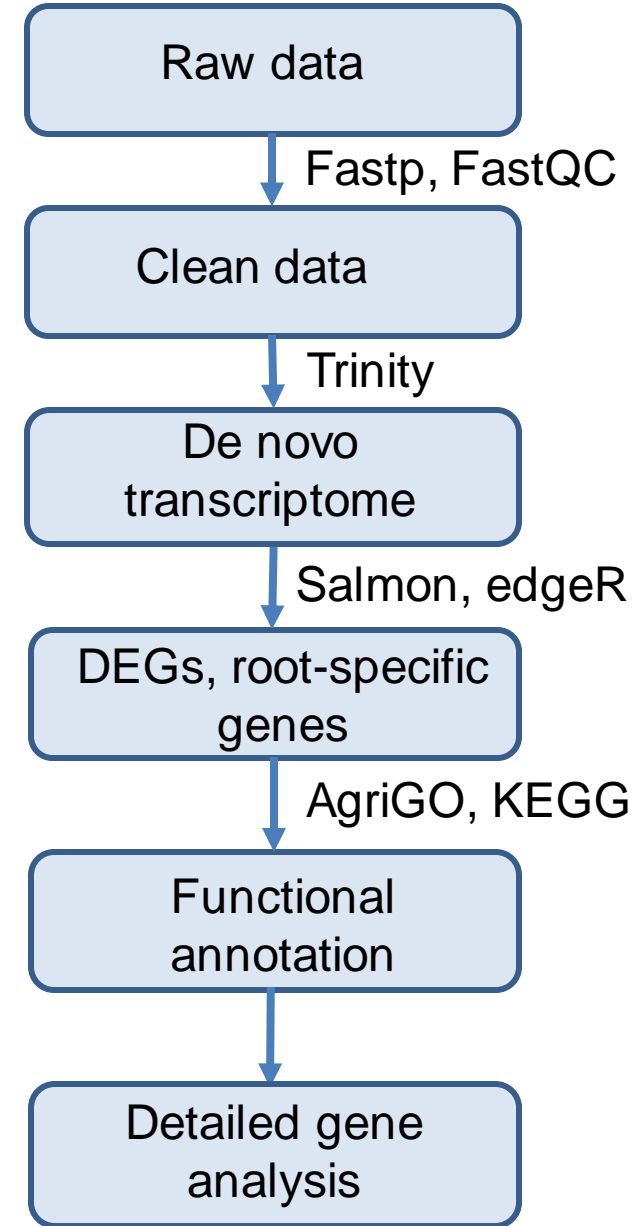 Raw data
Fastp, FastQC
Clean data
Trinity
De novo
transcriptome
Salmon, edgeR
DEGs, root-specific
genes
AgriGO, KEGG
Functional
annotation
Detailed gene
analysis